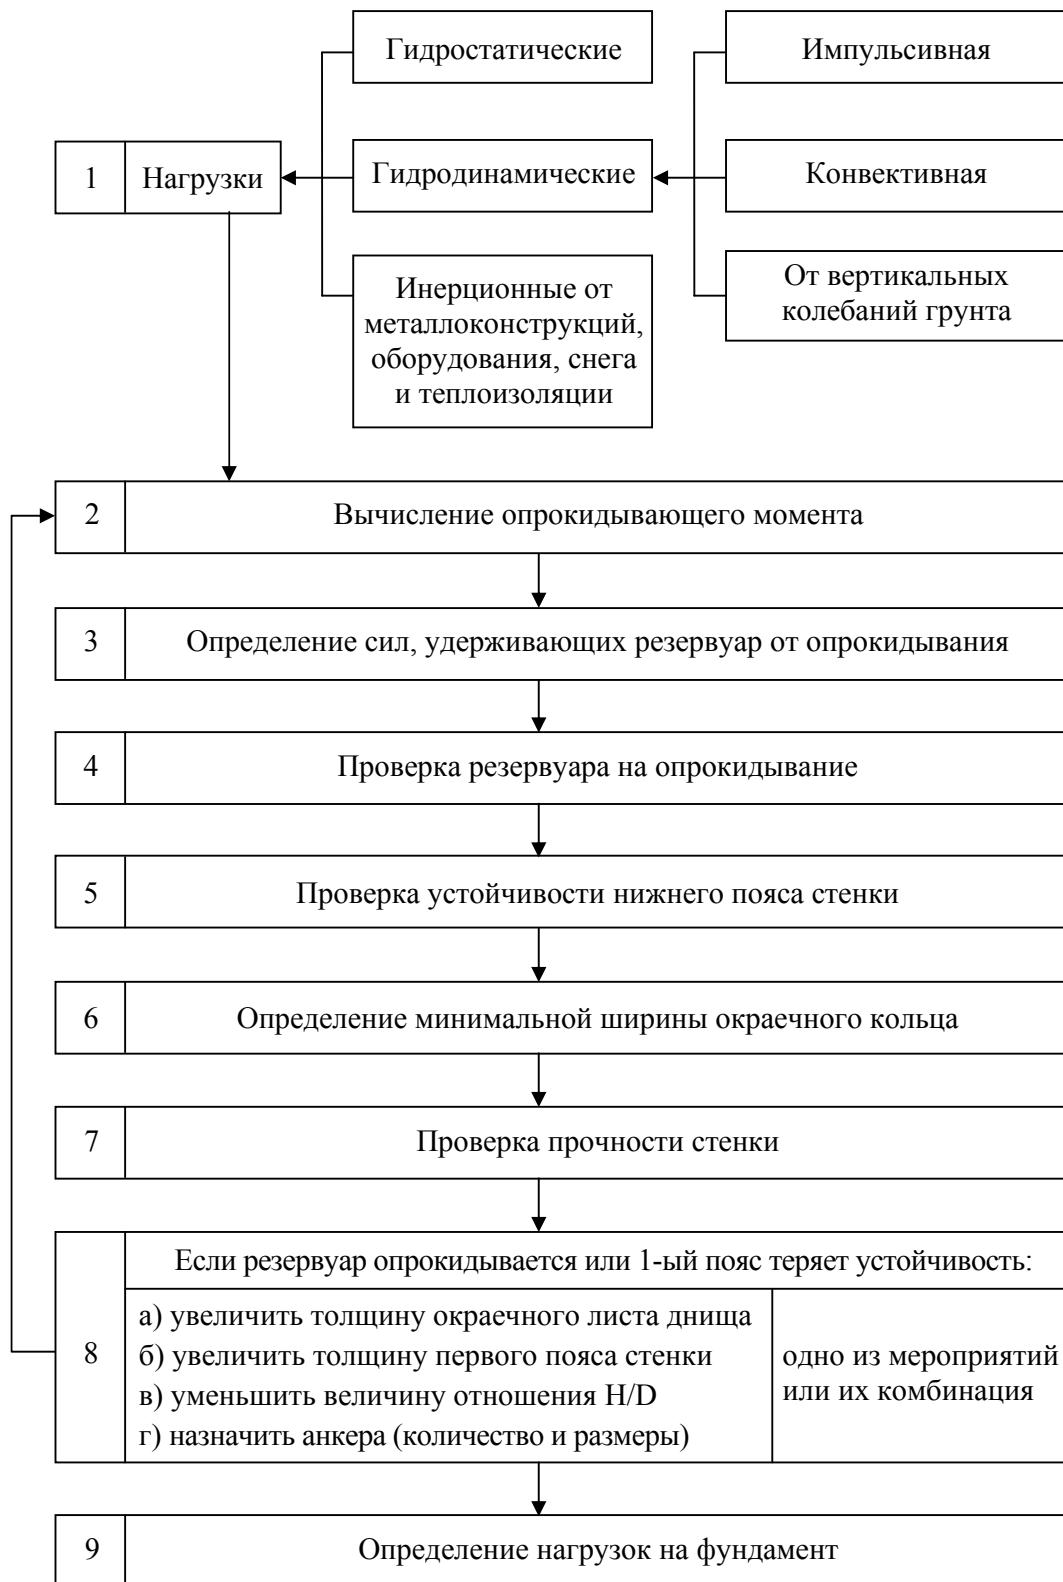 Гидростатические
Импульсивная
1
Нагрузки
Гидродинамические
Конвективная
Инерционные от
металлоконструкций,
оборудования, снега
и теплоизоляции
От вертикальных
колебаний грунта
2
Вычисление опрокидывающего момента
3
Определение сил, удерживающих резервуар от опрокидывания
4
Проверка резервуара на опрокидывание
5
Проверка устойчивости нижнего пояса стенки
6
Определение минимальной ширины окраечного кольца
7
Проверка прочности стенки
8
Если резервуар опрокидывается или 1-ый пояс теряет устойчивость:
а) увеличить толщину окраечного листа днища
б) увеличить толщину первого пояса стенки
в) уменьшить величину отношения H/D
г) назначить анкера (количество и размеры)
одно из мероприятий
или их комбинация
9
Определение нагрузок на фундамент